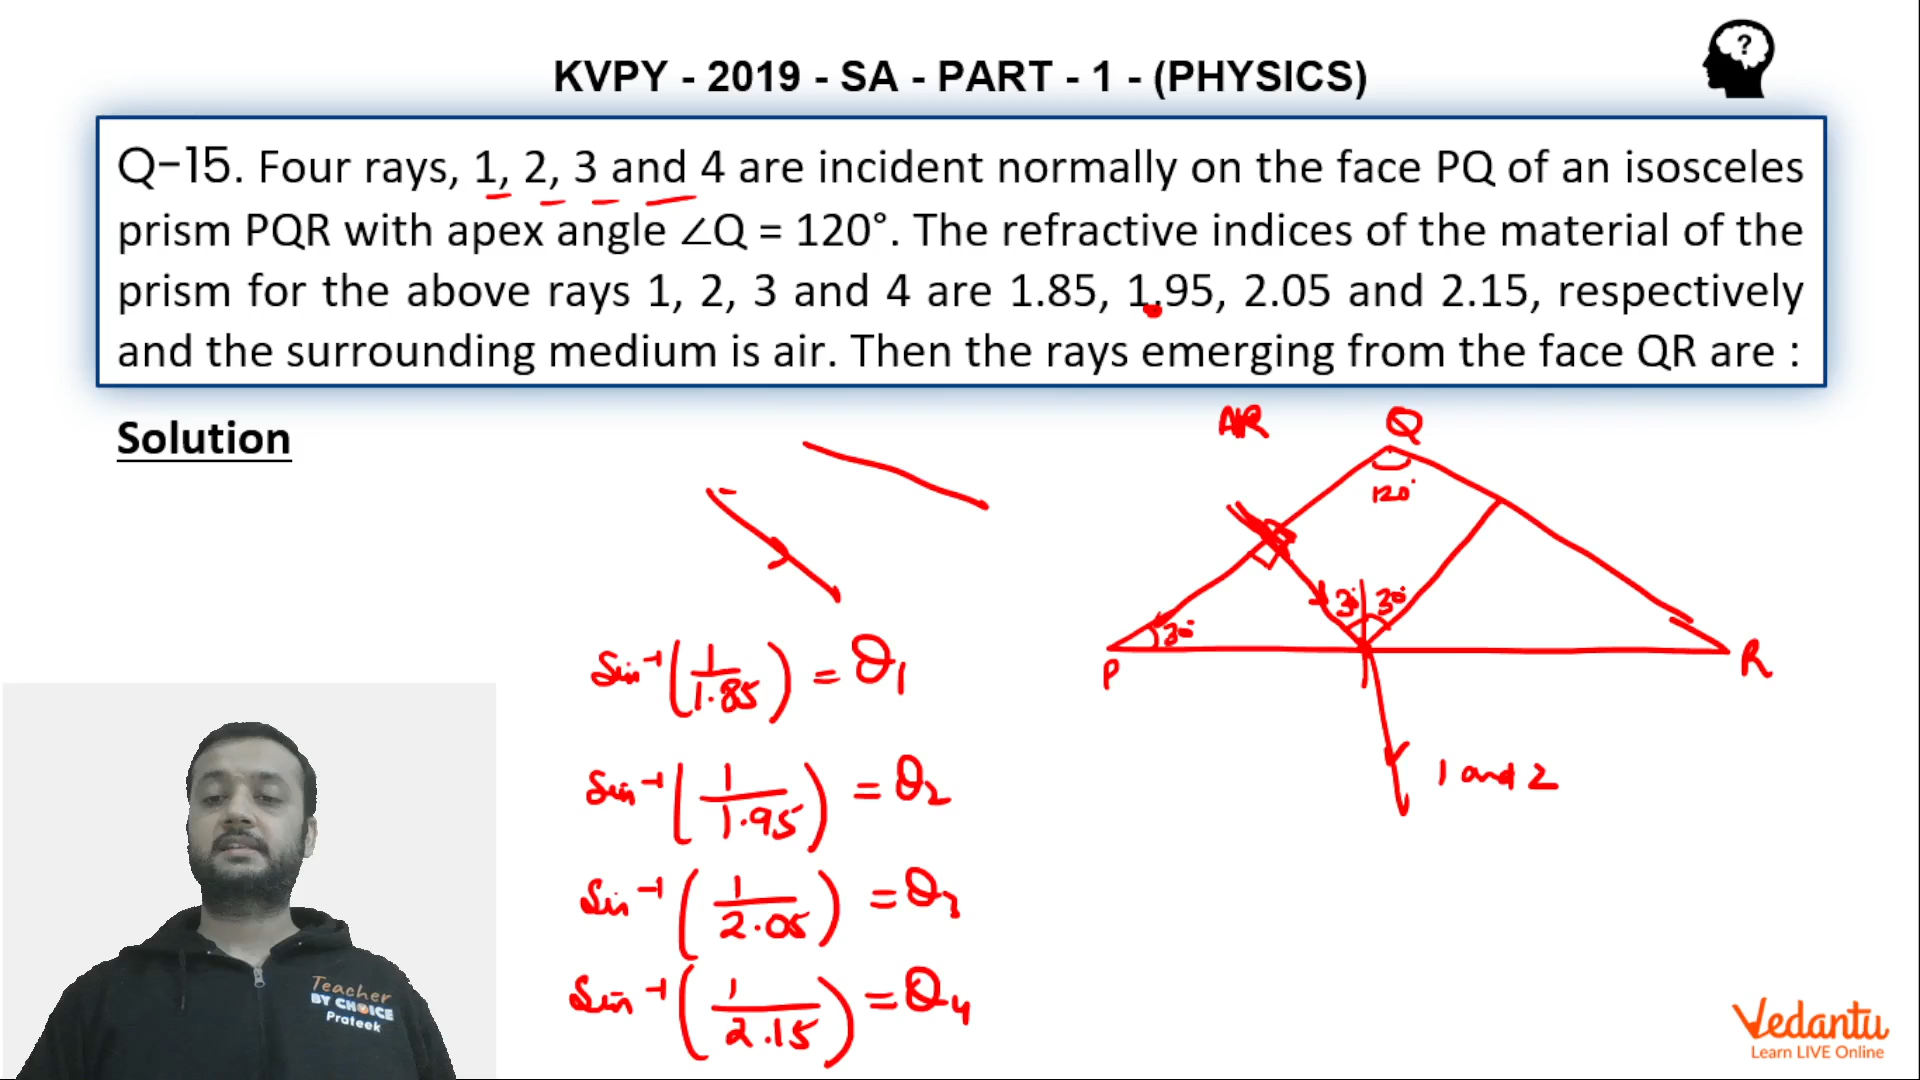 KVPY - 2019 - SA - PART - 1 - (PHYSICS)
?
Q-15. Four rays, 1, 2, 3 and 4 are incident normally on the face PQ of an isosceles
prism PQR with apex angle ∠Q = 120°. The refractive indices of the material of the
prism for the above rays 1, 2, 3 and 4 are 1.85, 1.95, 2.05 and 2.15, respectively
and the surrounding medium is air. Then the rays emerging from the face QR are :
Solution
AIR
Q
120°
30°
30°
30°
P
R
1 and 2
Sin⁻¹(1/1.85) = θ₁
Sin⁻¹(1/1.95) = θ₂
Sin⁻¹(1/2.05) = θ₃
Sin⁻¹(1/2.15) = θ₄
Teacher
BY CHOICE
Prateek
Vedantu
Learn LIVE Online